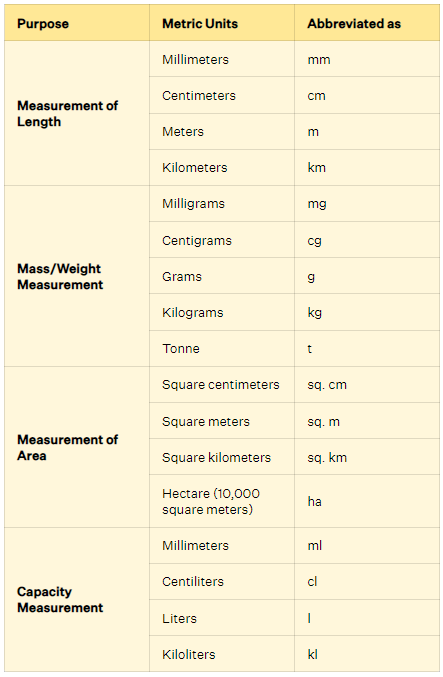 Purpose Metric Units Abbreviated as
Measurement of
Length
Millimeters mm
Centimeters cm
Meters m
Kilometers km
Mass/Weight
Measurement
Milligrams mg
Centigrams cg
Grams g
Kilograms kg
Tonne t
Measurement of
Area
Square centimeters sq. cm
Square meters sq. m
Square kilometers sq. km
Hectare (10,000
square meters) ha
Capacity
Measurement
Millimeters ml
Centiliters cl
Liters l
Kiloliters kl